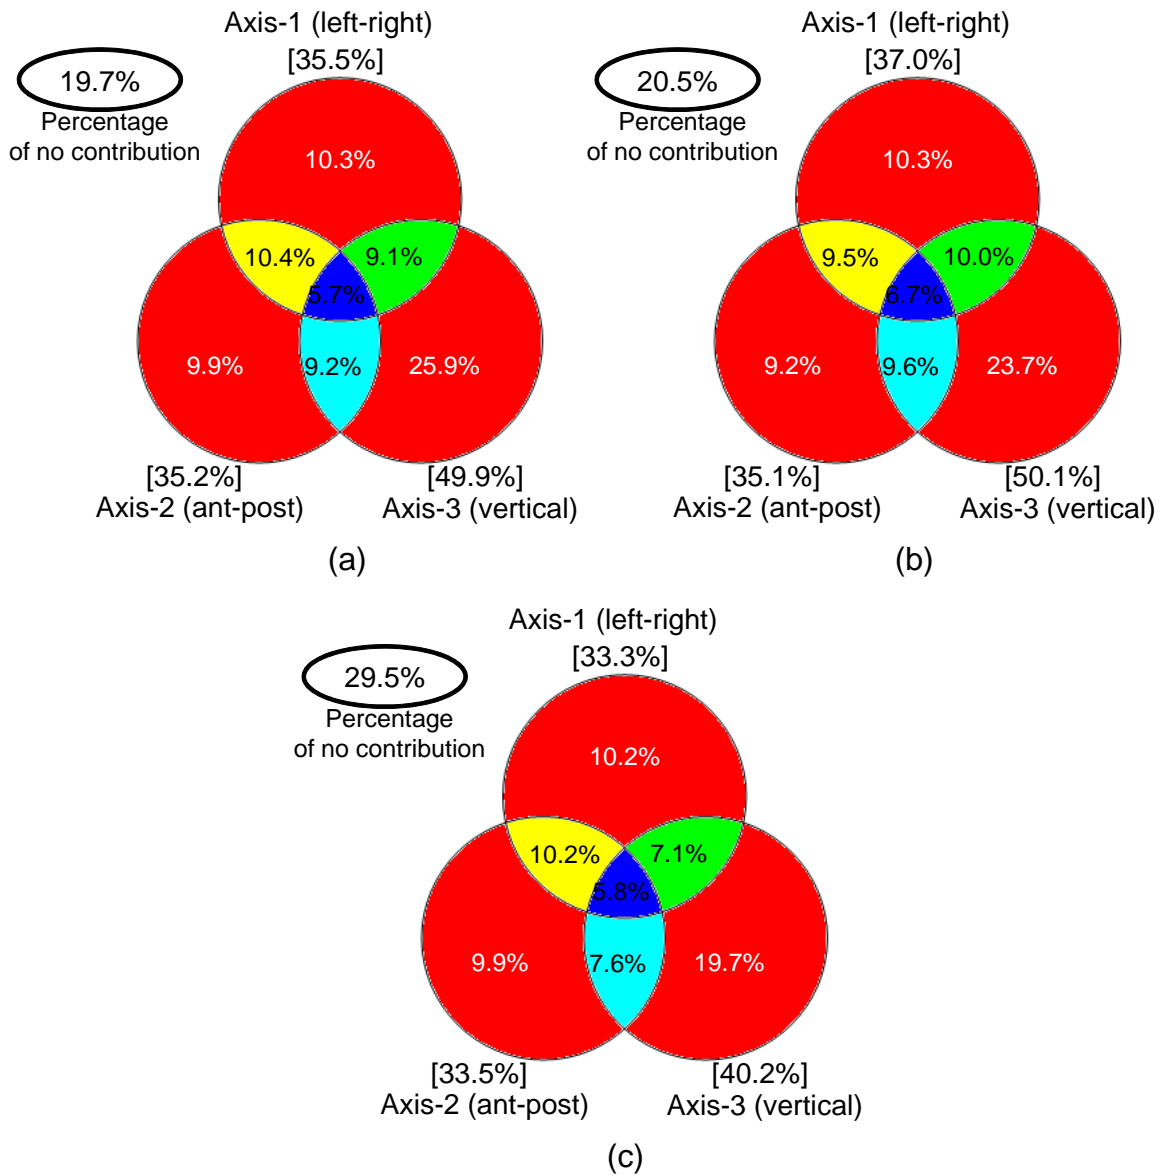 Axis-1 (left-right)
[35.5%]
19.7%
Percentage
of no contribution
10.3%
10.4%
9.1%
5.7%
9.9%
9.2%
25.9%
[35.2%]
Axis-2 (ant-post)
[49.9%]
Axis-3 (vertical)
(a)
Axis-1 (left-right)
[37.0%]
20.5%
Percentage
of no contribution
10.3%
9.5%
10.0%
6.7%
9.2%
9.6%
23.7%
[35.1%]
Axis-2 (ant-post)
[50.1%]
Axis-3 (vertical)
(b)
Axis-1 (left-right)
[33.3%]
29.5%
Percentage
of no contribution
10.2%
10.2%
7.1%
5.8%
9.9%
7.6%
19.7%
[33.5%]
Axis-2 (ant-post)
[40.2%]
Axis-3 (vertical)
(c)